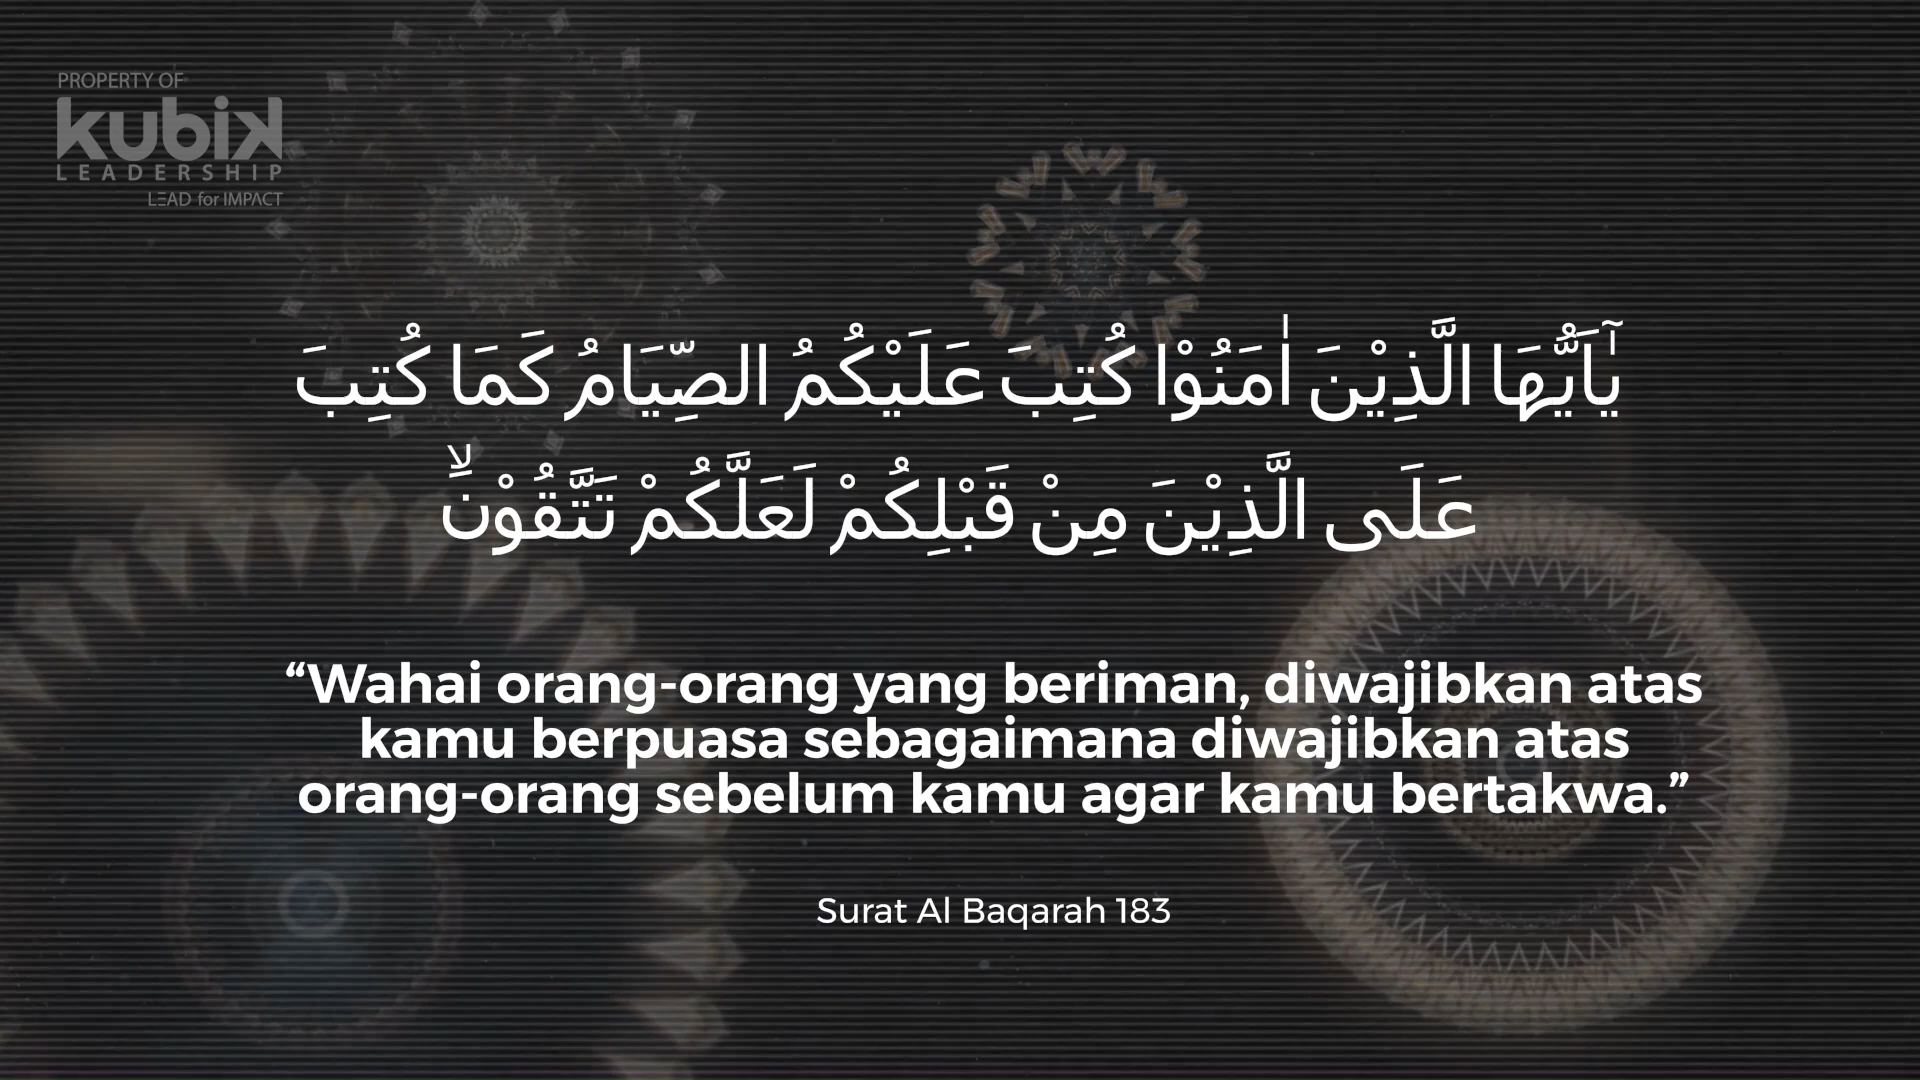 PROPERTY OF
kubik
LEADERSHIP
LEAD for IMPACT
يٰٓاَيُّهَا الَّذِيْنَ اٰمَنُوْا كُتِبَ عَلَيْكُمُ الصِّيَامُ كَمَا كُتِبَ
عَلَى الَّذِيْنَ مِنْ قَبْلِكُمْ لَعَلَّكُمْ تَتَّقُوْنَۙ
“Wahai orang-orang yang beriman, diwajibkan atas
kamu berpuasa sebagaimana diwajibkan atas
orang-orang sebelum kamu agar kamu bertakwa.”
Surat Al Baqarah 183